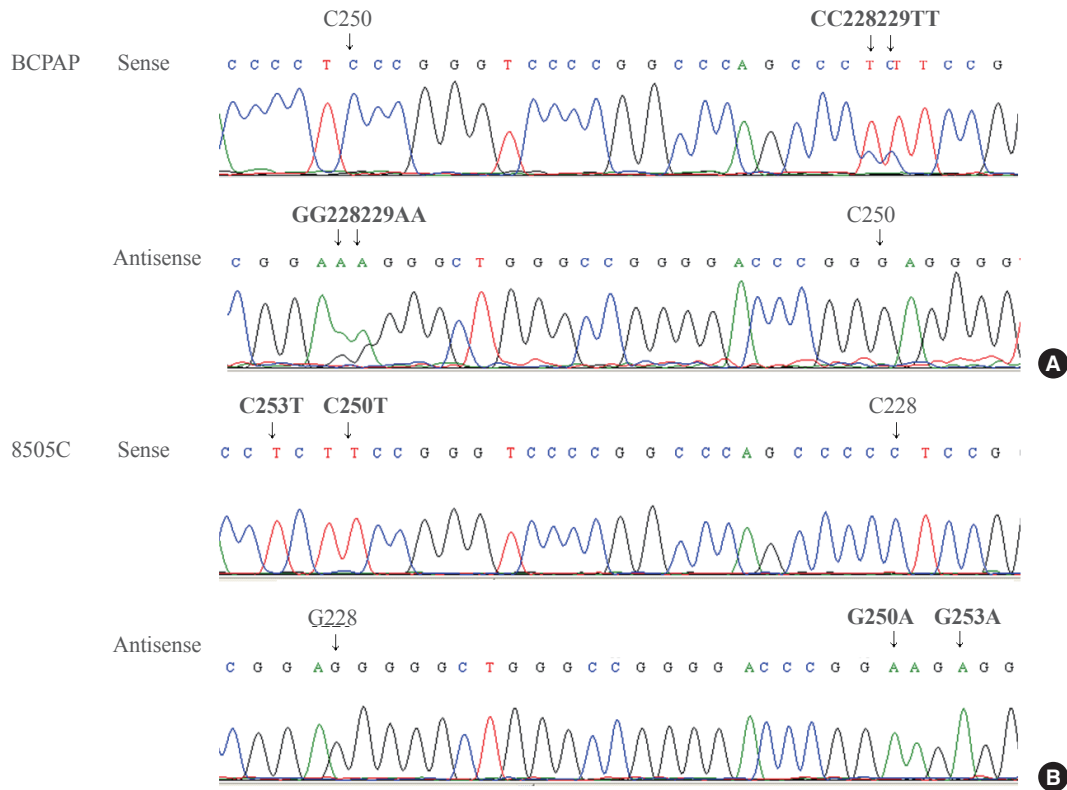 C250 CC228229TT
BCPAP Sense C C C C T C C C G G G T C C C C G G C C C A G C C C T C T T C C G
GG228229AA C250
Antisense C G G A A A G G G C T G G G C C G G G G A C C C G G G A G G G G
A
C253T C250T C228
8505C Sense C C T C T T C C G G G T C C C C G G C C C A G C C C C C T C C G
G228 G250A G253A
Antisense C G G A G G G G G C T G G G C C G G G G A C C C G G A A G A G G
B